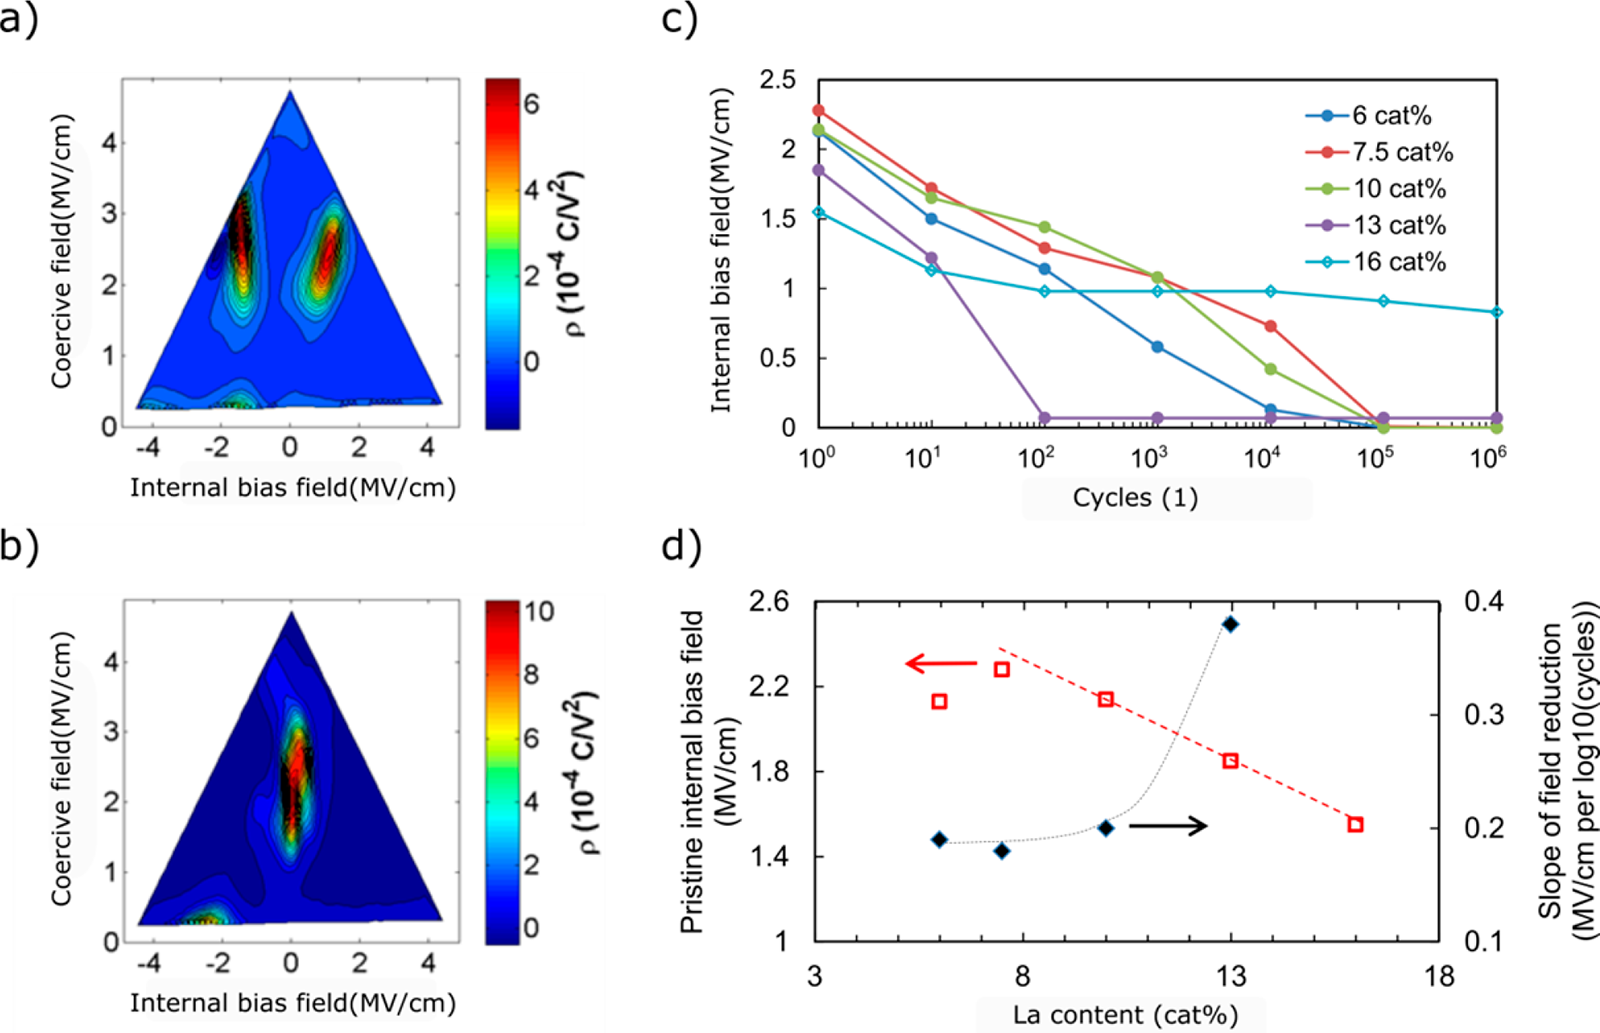 a)
Coercive field(MV/cm)
4
3
2
1
0
-4 -2 0 2 4
Internal bias field(MV/cm)
6
4
2
0
ρ (10-4 C/V2)
b)
Coercive field(MV/cm)
4
3
2
1
0
-4 -2 0 2 4
Internal bias field(MV/cm)
10
8
6
4
2
0
ρ (10-4 C/V2)
c)
Internal bias field(MV/cm)
2.5
2
1.5
1
0.5
0
6 cat%
7.5 cat%
10 cat%
13 cat%
16 cat%
10⁰ 10¹ 10² 10³ 10⁴ 10⁵ 10⁶
Cycles (1)
d)
Pristine internal bias field
(MV/cm)
2.6
2.2
1.8
1.4
1
0.4
0.3
0.2
0.1
Slope of field reduction
(MV/cm per log10(cycles))
3 8 13 18
La content (cat%)